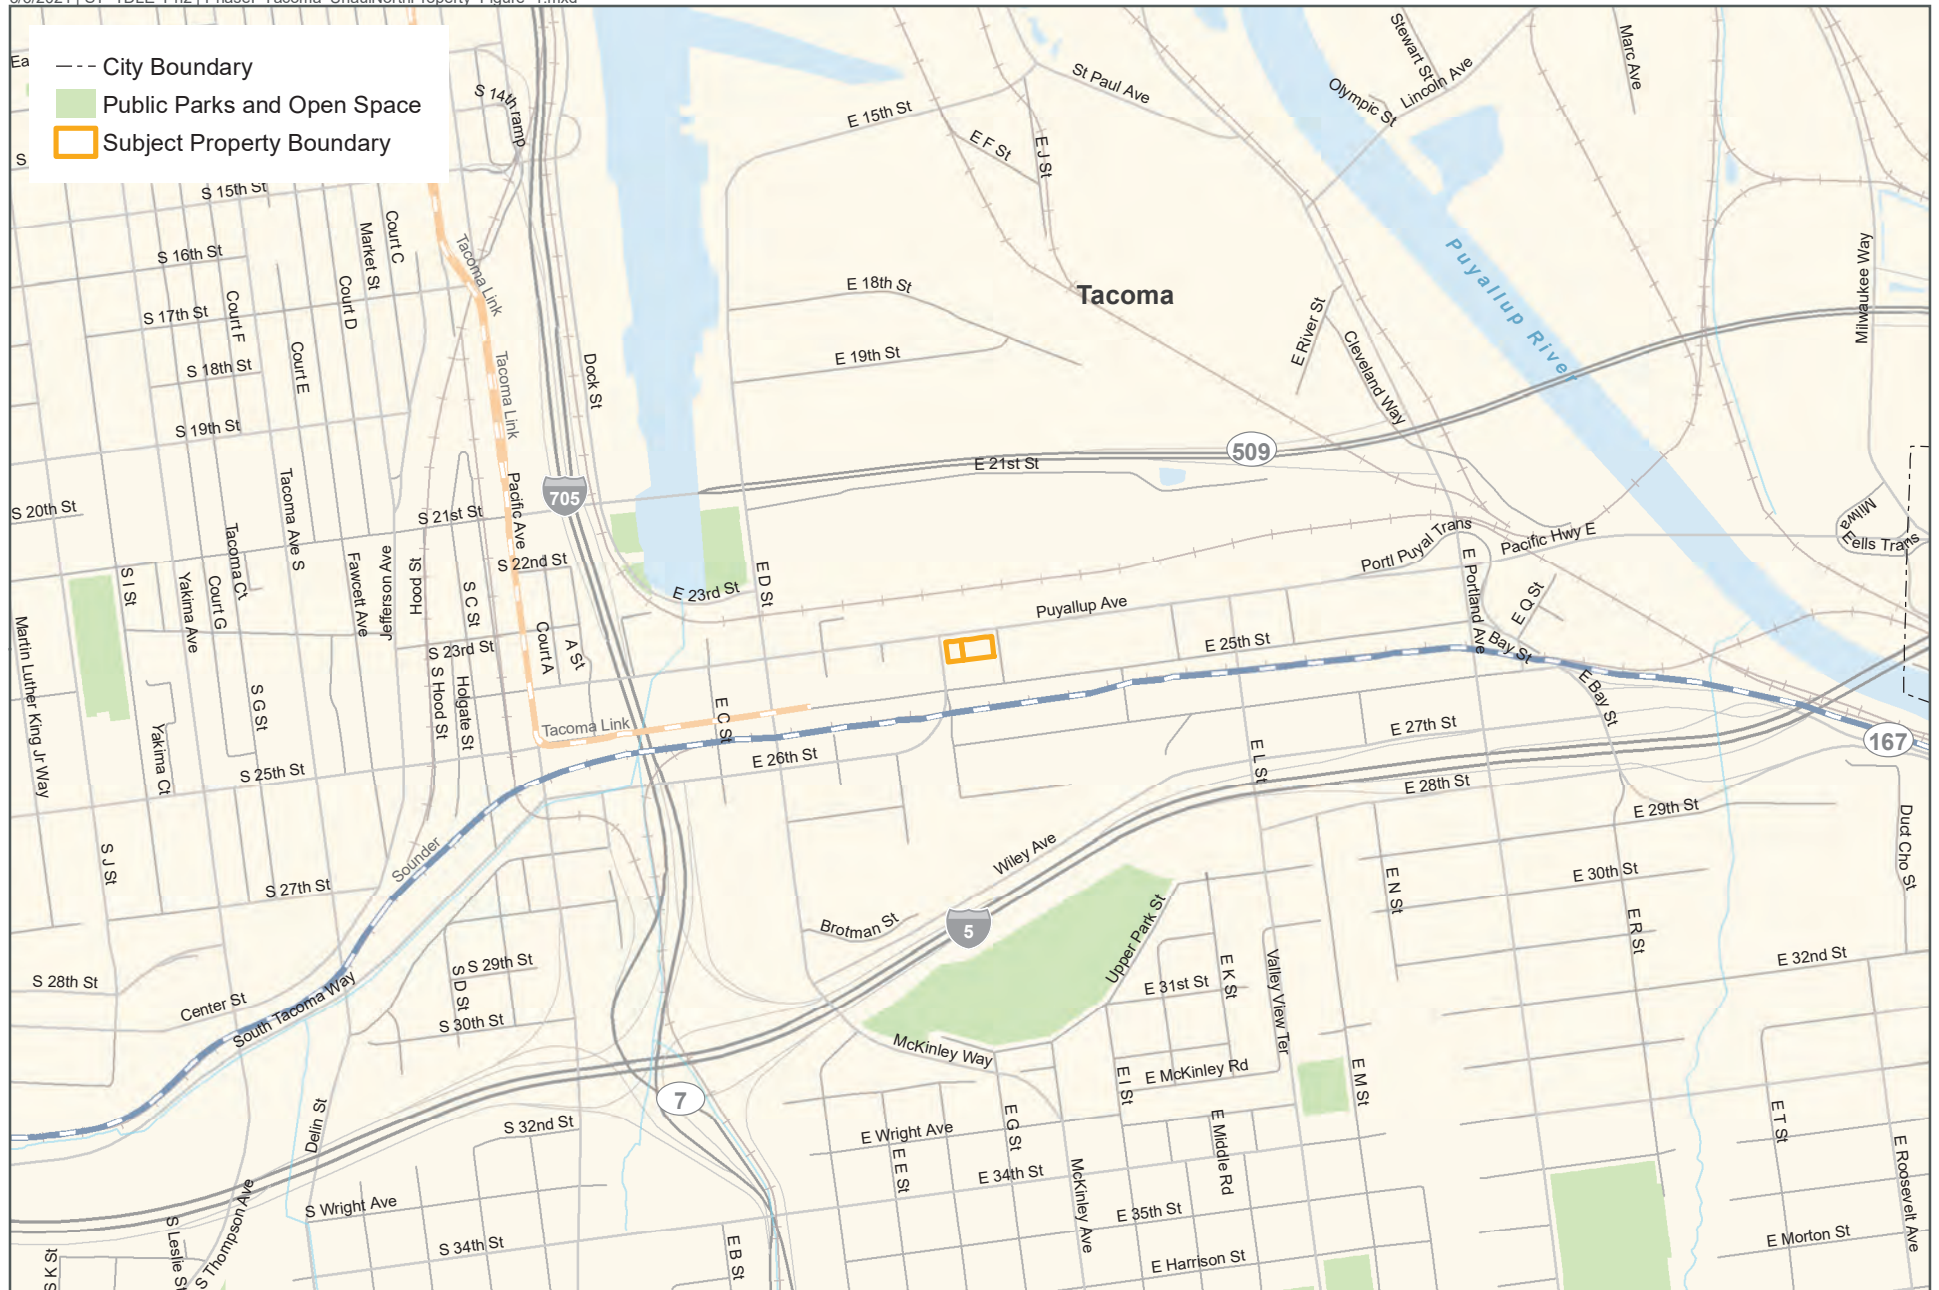 City Boundary
Public Parks and Open Space
Subject Property Boundary
Ea
S
S 14th ramp
S 15th St
S 16th St
S 17th St
S 18th St
S 19th St
S 20th St
S 21st St
S 22nd St
S 23rd St
S 25th St
S 27th St
S 28th St
S 29th St
S 30th St
S 32nd St
S 34th St
S Wright Ave
Court C
Market St
Court D
Court F
Court E
Tacoma Link
Tacoma Link
Tacoma Link
Pacific Ave
Dock St
705
Tacoma Ave S
Tacoma Ct
Court G
Yakima Ave
S I St
Fawcett Ave
Jefferson Ave
Hood St
S C St
Court A
A St
Martin Luther King Jr Way
S G St
Yakima Ct
S Hood St
Holgate St
S J St
Sounder
Center St
South Tacoma Way
S D St
Delin St
S Thompson Ave
S Leslie St
S K St
E 15th St
St Paul Ave
E F St
E J St
E 18th St
E 19th St
Tacoma
Stewart St
Lincoln Ave
Olympic St
Marc Ave
Puyallup River
Milwaukee Way
E River St
Cleveland Way
509
E 21st St
E 23rd St
E D St
Puyallup Ave
Portl Puyal Trans
Pacific Hwy E
Milwa
Eells Trans
E Portland Ave
E Q St
Bay St
E Bay St
E 25th St
E C St
E 26th St
E 27th St
E L St
E 28th St
E 29th St
167
Duct Cho St
Wiley Ave
5
Brotman St
Upper Park St
E 30th St
E N St
E R St
E 32nd St
E 31st St
E K St
Valley View Ter
McKinley Way
E McKinley Rd
E I St
E M St
7
E Wright Ave
E E St
E G St
E 34th St
McKinley Ave
E Middle Rd
E 35th St
E Harrison St
E B St
E T St
E Roosevelt Ave
E Morton St